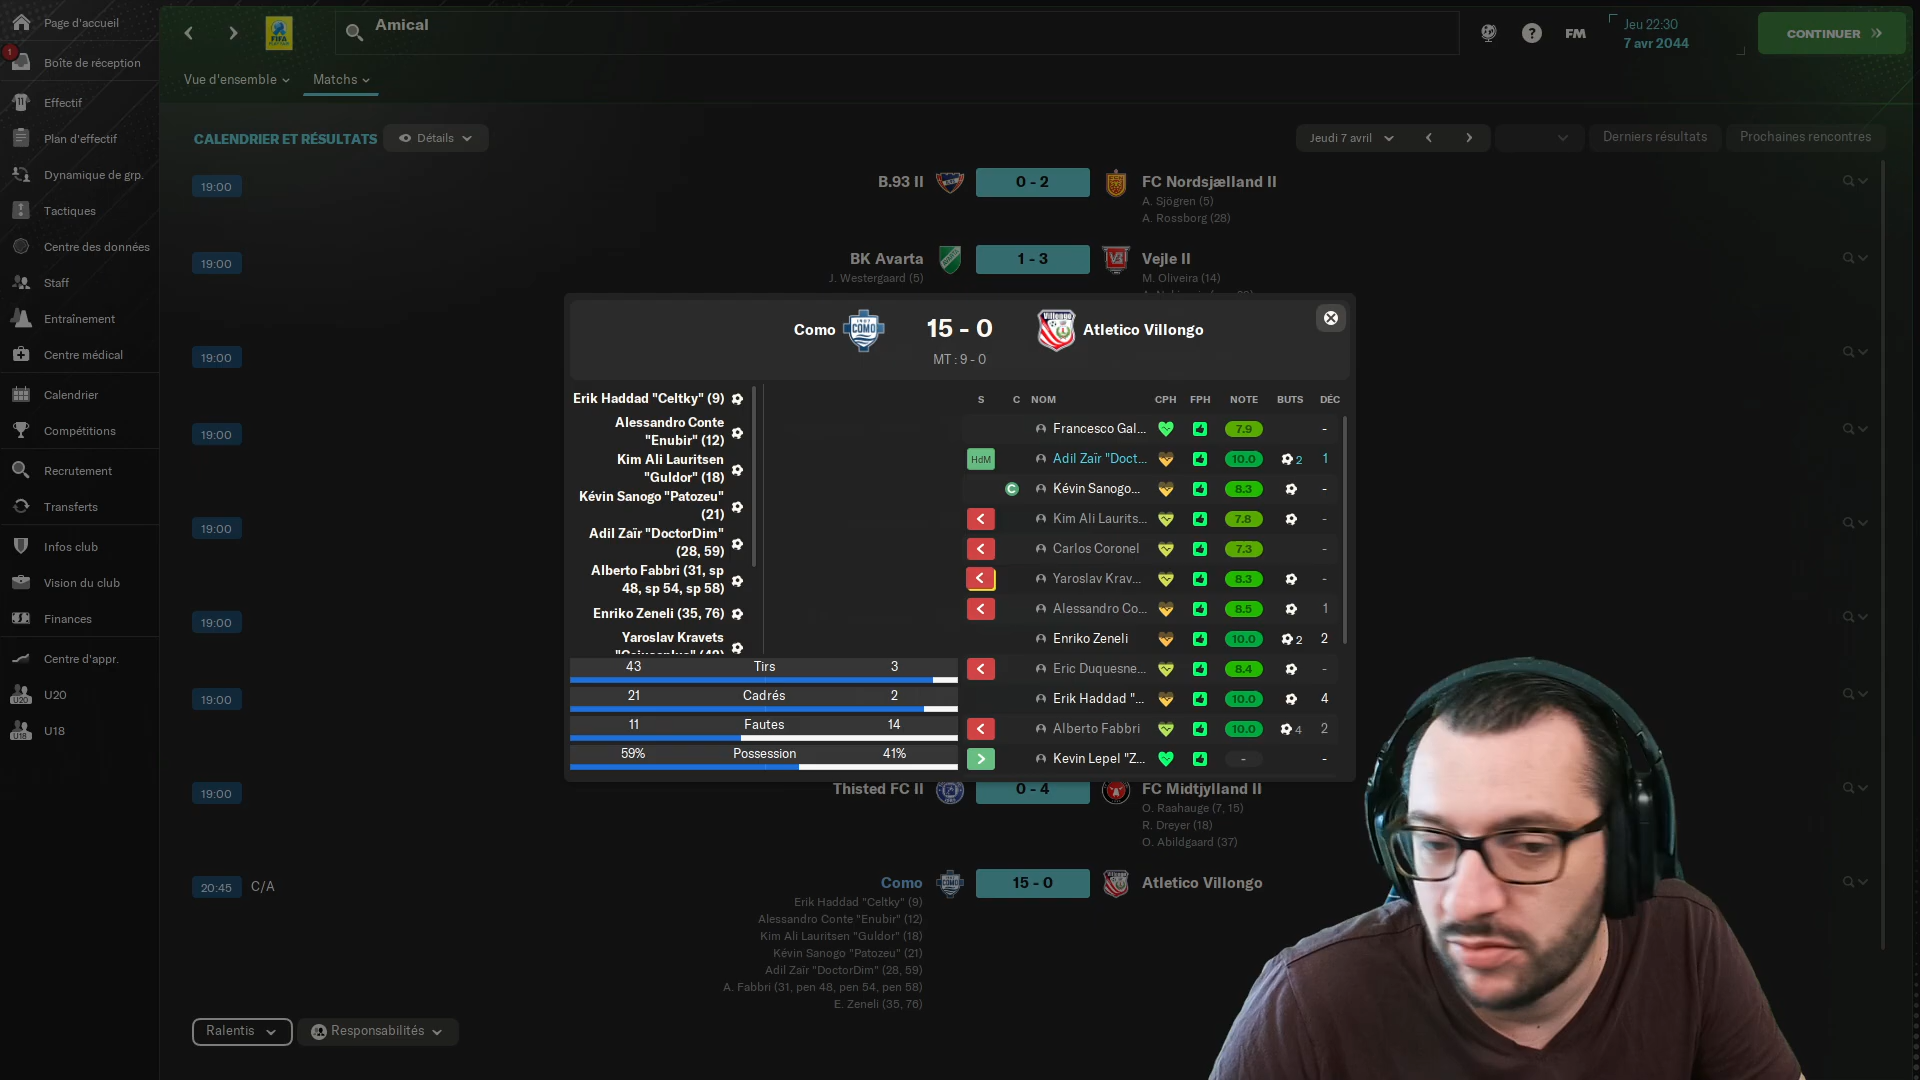 Page d'accueil
1
Boîte de réception
Effectif
Plan d'effectif
Dynamique de grp.
Tactiques
Centre des données
Staff
Entraînement
Centre médical
Calendrier
Compétitions
Recrutement
Transferts
Infos club
Vision du club
Finances
Centre d'appr.
U20
U18
Amical
FM
Jeu 22:30
7 avr 2044
CONTINUER
Vue d'ensemble
Matchs
CALENDRIER ET RÉSULTATS
Détails
Jeudi 7 avril
Derniers résultats
Prochaines rencontres
19:00
B.93 II
0 - 2
FC Nordsjælland II
A. Sjögren (5)
A. Rossborg (28)
19:00
BK Avarta
1 - 3
Vejle II
J. Westergaard (5)
M. Oliveira (14)
19:00
19:00
19:00
19:00
19:00
Como
15 - 0
Atletico Villongo
MT : 9 - 0
Erik Haddad "Celtky" (9)
Alessandro Conte
"Enubir" (12)
Kim Ali Lauritsen
"Guldor" (18)
Kévin Sanogo "Patozeu"
(21)
Adil Zaïr "DoctorDim"
(28, 59)
Alberto Fabbri (31, sp
48, sp 54, sp 58)
Enriko Zeneli (35, 76)
Yaroslav Kravets
43 Tirs 3
21 Cadrés 2
11 Fautes 14
59% Possession 41%
S C NOM CPH FPH NOTE BUTS DÉC
Francesco Gal... 7.9 -
HdM Adil Zaïr "Doct... 10.0 2 1
C Kévin Sanogo... 8.3 -
Kim Ali Laurits... 7.8 -
Carlos Coronel 7.3 -
Yaroslav Krav... 8.3 -
Alessandro Co... 8.5 1
Enriko Zeneli 10.0 2 2
Eric Duquesne... 8.4 -
Erik Haddad "... 10.0 4
Alberto Fabbri 10.0 4 2
Kevin Lepel "Z... - -
19:00
Thisted FC II
0 - 4
FC Midtjylland II
O. Raahauge (7, 15)
R. Dreyer (18)
O. Abildgaard (37)
20:45 C/A
Como
15 - 0
Atletico Villongo
Erik Haddad "Celtky" (9)
Alessandro Conte "Enubir" (12)
Kim Ali Lauritsen "Guldor" (18)
Kévin Sanogo "Patozeu" (21)
Adil Zaïr "DoctorDim" (28, 59)
A. Fabbri (31, pen 48, pen 54, pen 58)
E. Zeneli (35, 76)
Ralentis
Responsabilités